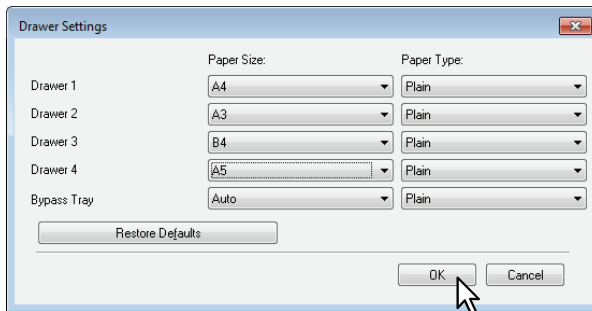 Drawer Settings
Paper Size: Paper Type:
Drawer 1 A4 Plain
Drawer 2 A3 Plain
Drawer 3 B4 Plain
Drawer 4 A5 Plain
Bypass Tray Auto Plain
Restore Defaults
OK Cancel